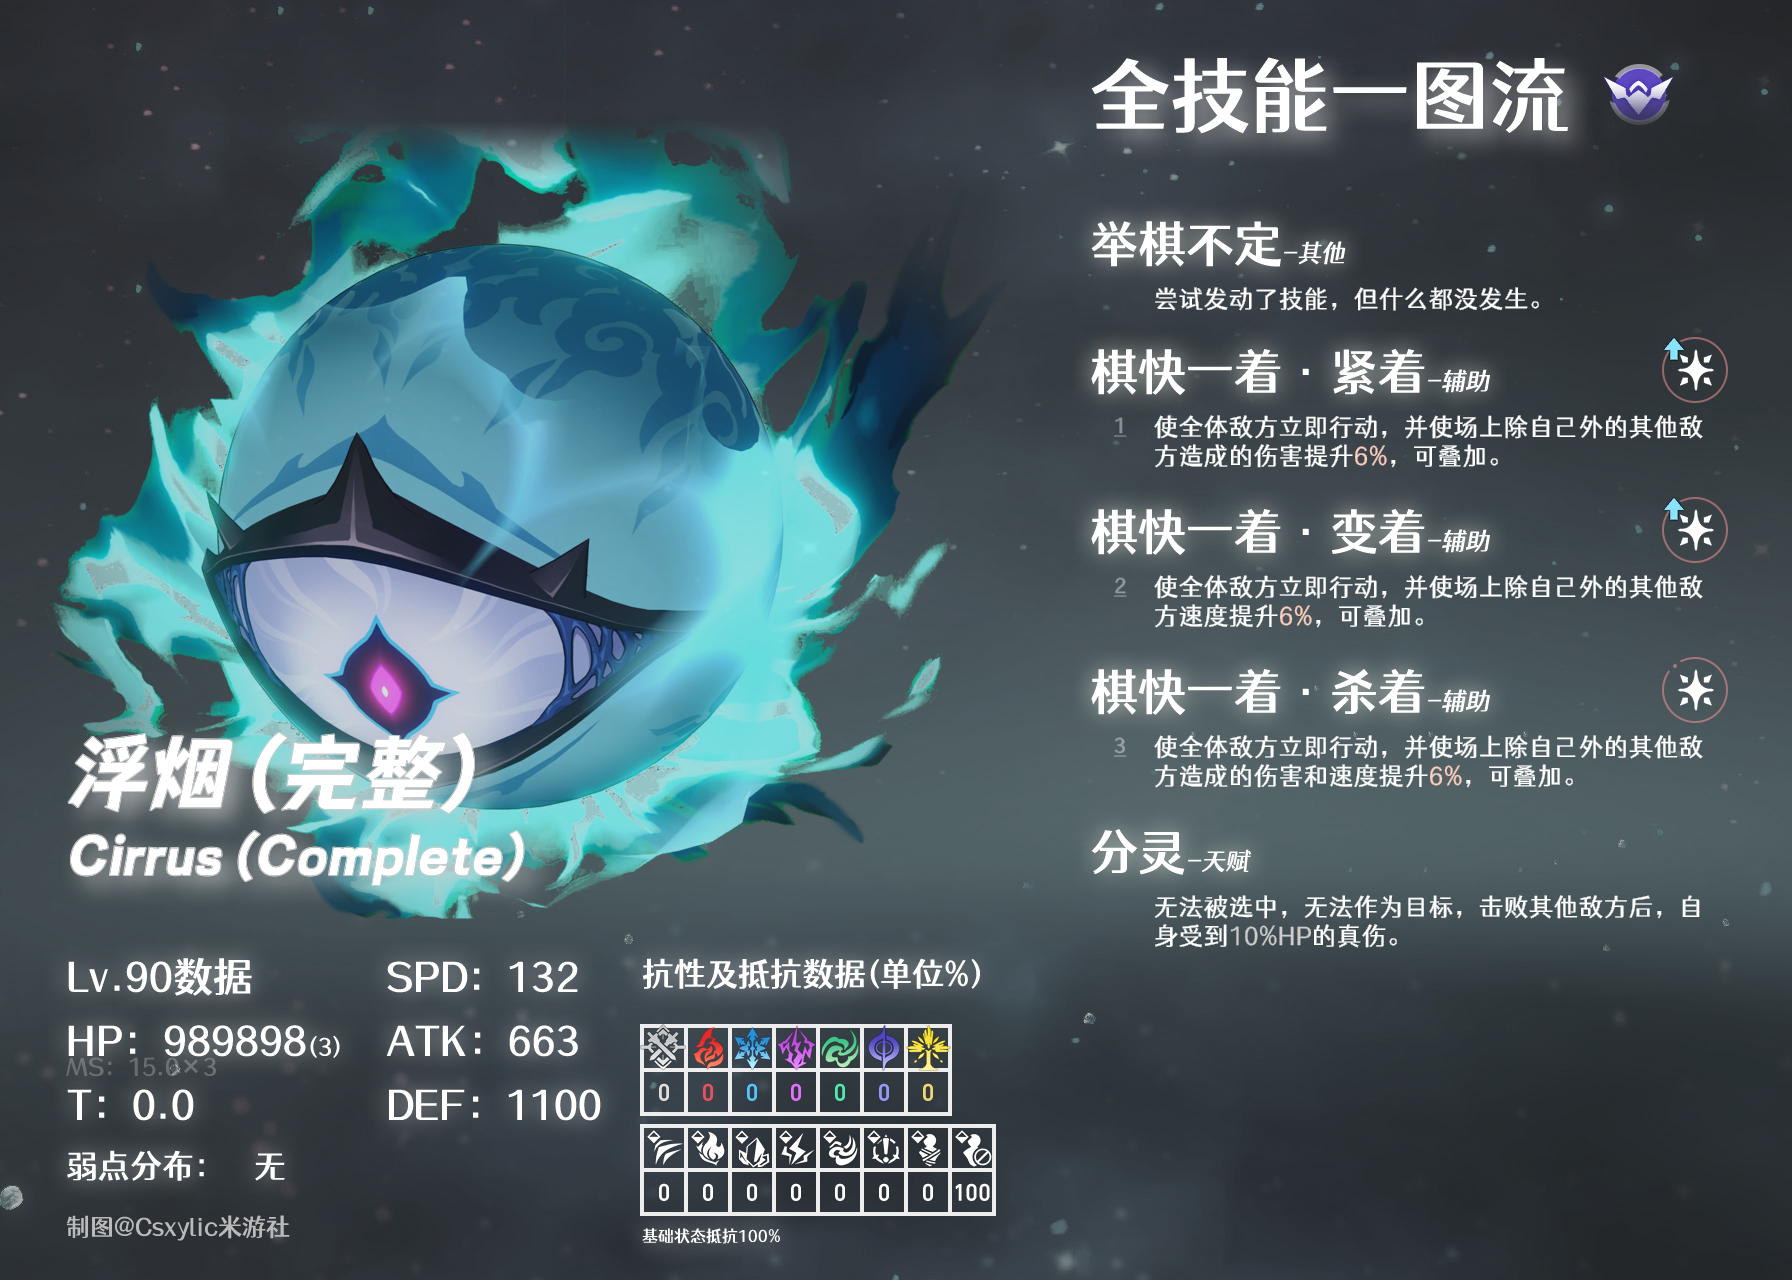 全技能一图流
举棋不定–其他
尝试发动了技能，但什么都没发生。
棋快一着·紧着–辅助
1 使全体敌方立即行动，并使场上除自己外的其他敌
方造成的伤害提升6%，可叠加。
棋快一着·变着–辅助
2 使全体敌方立即行动，并使场上除自己外的其他敌
方速度提升6%，可叠加。
棋快一着·杀着–辅助
3 使全体敌方立即行动，并使场上除自己外的其他敌
方造成的伤害和速度提升6%，可叠加。
分灵–天赋
无法被选中，无法作为目标，击败其他敌方后，自
身受到10%HP的真伤。
浮烟（完整）
Cirrus (Complete)
Lv.90数据
SPD：132
HP：989898(3)
ATK：663
MS：15.0×3
T：0.0
DEF：1100
弱点分布： 无
抗性及抵抗数据(单位%)
0 0 0 0 0 0 0
0 0 0 0 0 0 0 100
基础状态抵抗100%
制图@Csxylic米游社